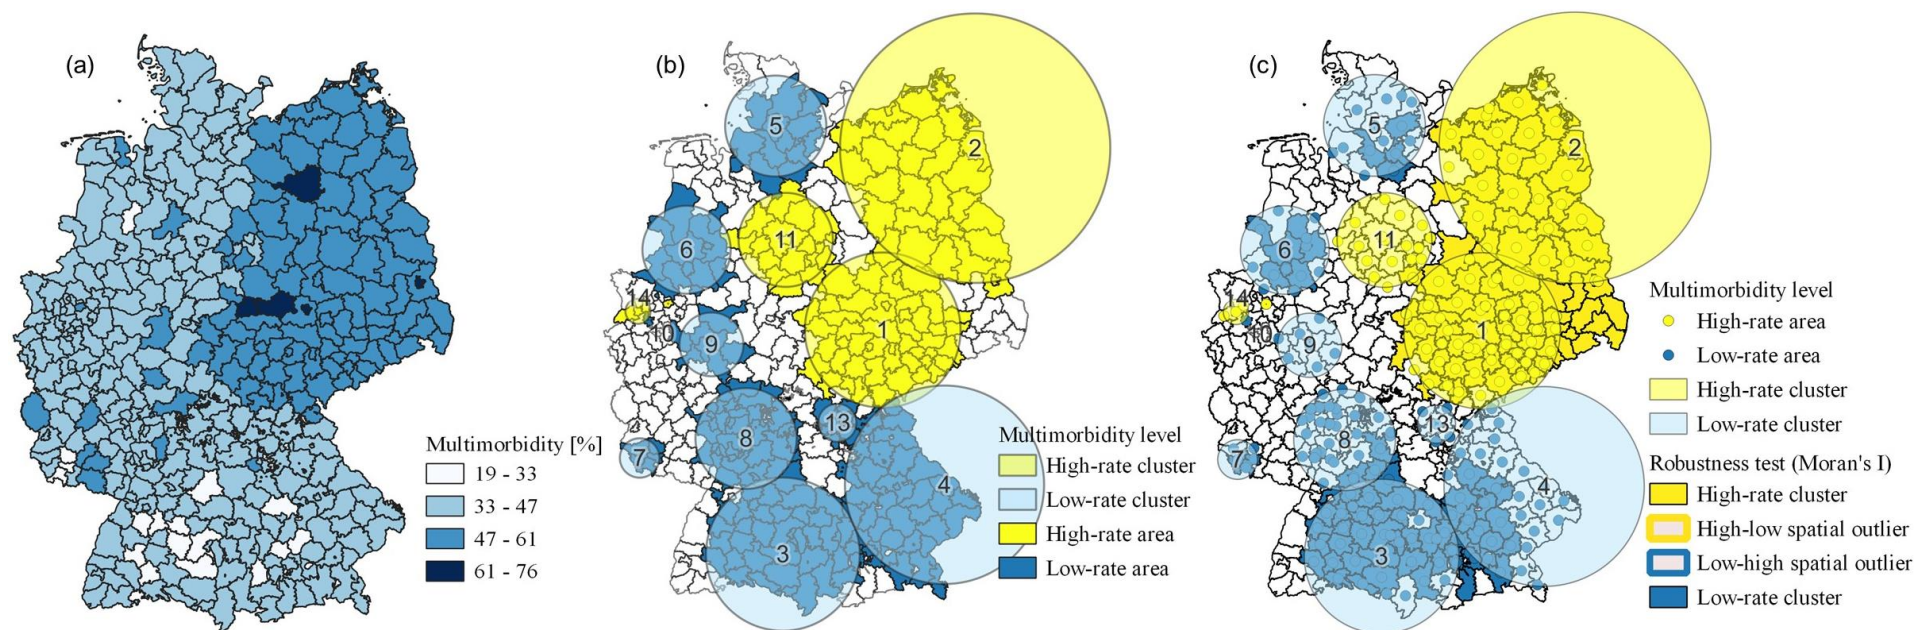 (a)
Multimorbidity [%]
19 - 33
33 - 47
47 - 61
61 - 76
(b)
5
2
6
11
14
10
9
1
8
13
7
4
3
Multimorbidity level
High-rate cluster
Low-rate cluster
High-rate area
Low-rate area
(c)
5
2
6
11
14
10
9
1
8
13
7
4
3
Multimorbidity level
High-rate area
Low-rate area
High-rate cluster
Low-rate cluster
Robustness test (Moran's I)
High-rate cluster
High-low spatial outlier
Low-high spatial outlier
Low-rate cluster